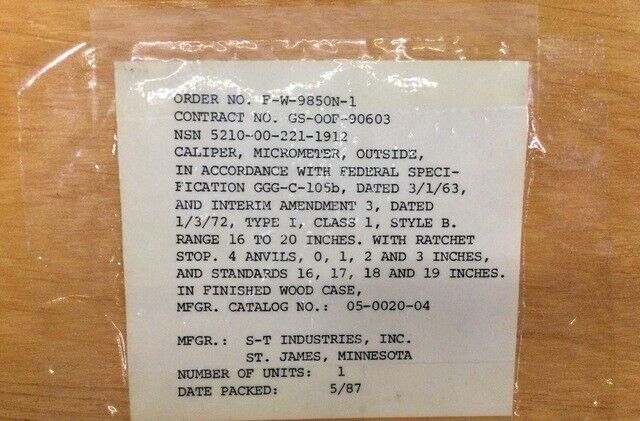 ORDER NO. F-W-9850N-1
CONTRACT NO. GS-OOF-90603
NSN 5210-00-221-1912
CALIPER, MICROMETER, OUTSIDE,
IN ACCORDANCE WITH FEDERAL SPECI-
FICATION GGG-C-105b, DATED 3/1/63,
AND INTERIM AMENDMENT 3, DATED
1/3/72, TYPE I, CLASS 1, STYLE B.
RANGE 16 TO 20 INCHES. WITH RATCHET
STOP. 4 ANVILS, 0, 1, 2 AND 3 INCHES,
AND STANDARDS 16, 17, 18 AND 19 INCHES.
IN FINISHED WOOD CASE,
MFGR. CATALOG NO.: 05-0020-04
MFGR.: S-T INDUSTRIES, INC.
ST. JAMES, MINNESOTA
NUMBER OF UNITS: 1
DATE PACKED: 5/87